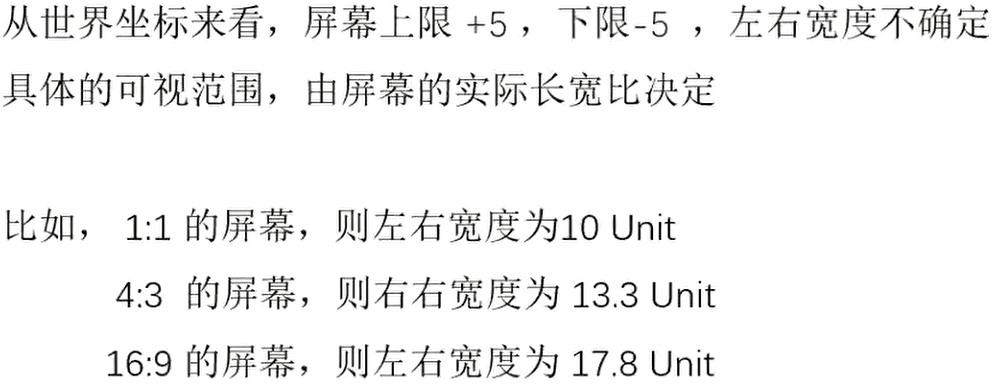 从世界坐标来看，屏幕上限 +5 ，下限-5 ，左右宽度不确定
具体的可视范围，由屏幕的实际长宽比决定
比如， 1:1 的屏幕，则左右宽度为10 Unit
4:3 的屏幕，则右右宽度为 13.3 Unit
16:9 的屏幕，则左右宽度为 17.8 Unit